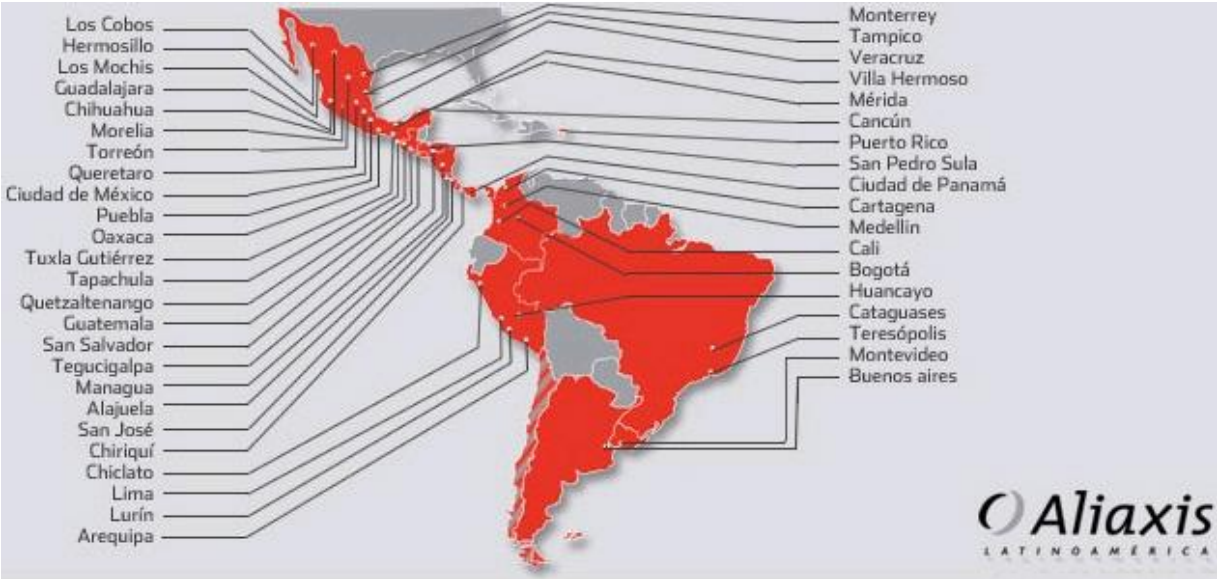 Los Cobos
Hermosillo
Los Mochis
Guadalajara
Chihuahua
Morelia
Torreón
Queretaro
Ciudad de México
Puebla
Oaxaca
Tuxla Gutiérrez
Tapachula
Quetzaltenango
Guatemala
San Salvador
Tegucigalpa
Managua
Alajuela
San José
Chiriquí
Chiclato
Lima
Lurín
Arequipa
Monterrey
Tampico
Veracruz
Villa Hermoso
Mérida
Cancún
Puerto Rico
San Pedro Sula
Ciudad de Panamá
Cartagena
Medellin
Cali
Bogotá
Huancayo
Cataguases
Teresópolis
Montevideo
Buenos aires
Aliaxis
LATINOAMÉRICA